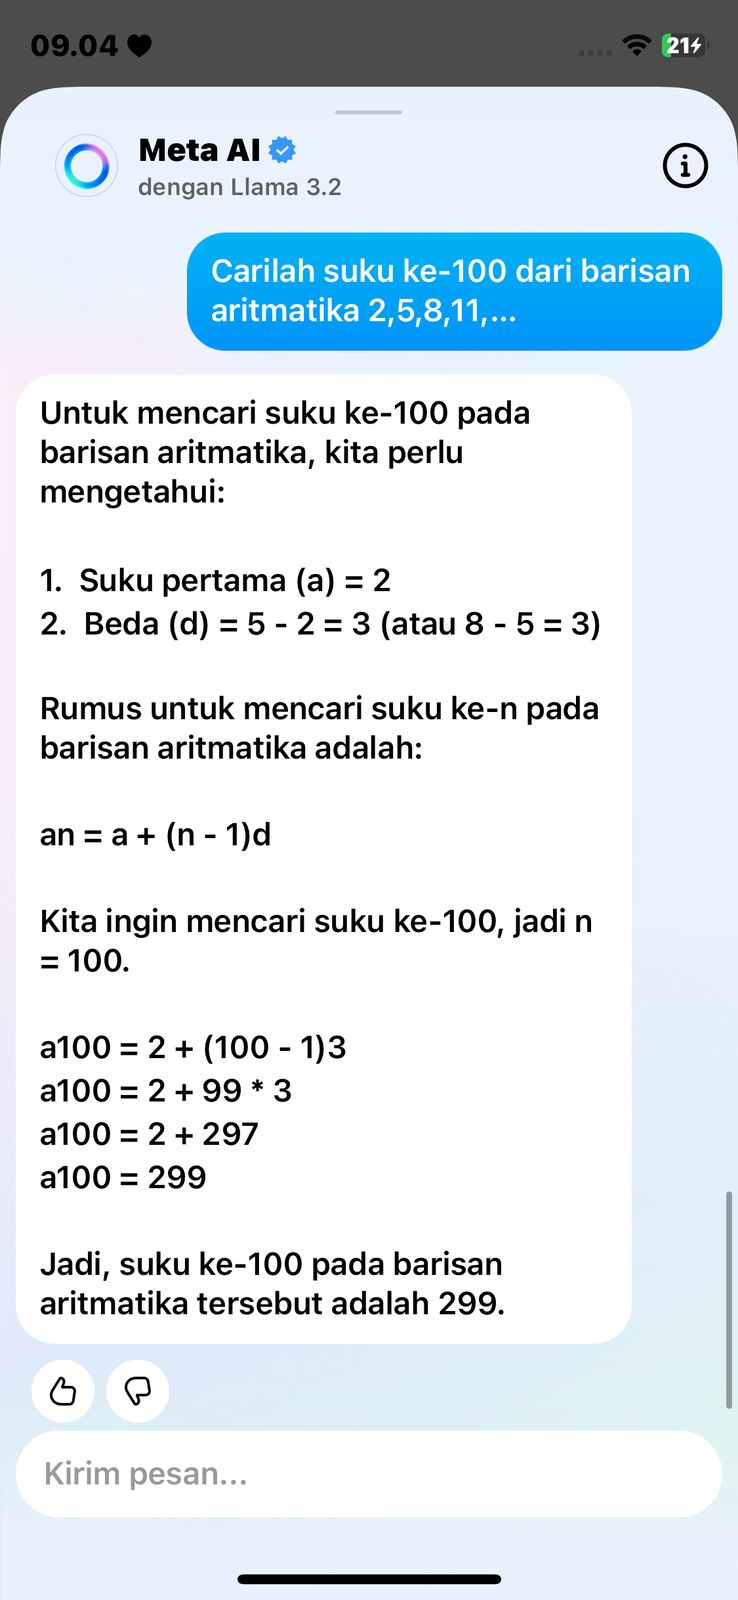 09.04
21
Meta AI
dengan Llama 3.2
Carilah suku ke-100 dari barisan
aritmatika 2,5,8,11,...
Untuk mencari suku ke-100 pada
barisan aritmatika, kita perlu
mengetahui:
1. Suku pertama (a) = 2
2. Beda (d) = 5 - 2 = 3 (atau 8 - 5 = 3)
Rumus untuk mencari suku ke-n pada
barisan aritmatika adalah:
an = a + (n - 1)d
Kita ingin mencari suku ke-100, jadi n
= 100.
a100 = 2 + (100 - 1)3
a100 = 2 + 99 * 3
a100 = 2 + 297
a100 = 299
Jadi, suku ke-100 pada barisan
aritmatika tersebut adalah 299.
Kirim pesan...